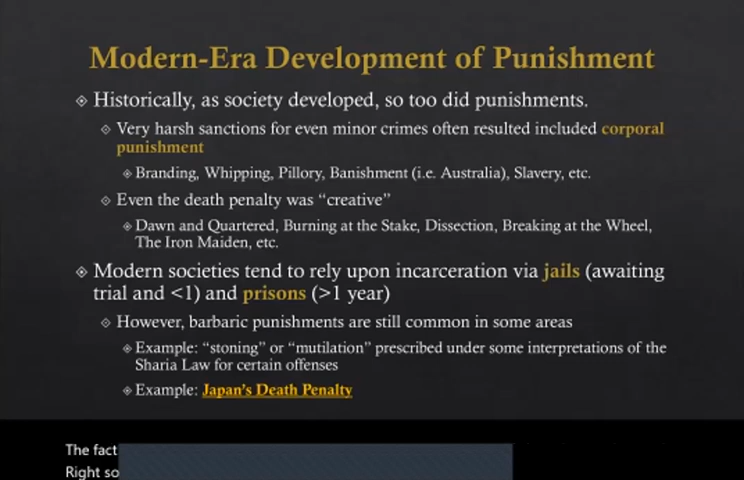 Modern-Era Development of Punishment
Historically, as society developed, so too did punishments.
Very harsh sanctions for even minor crimes often resulted included corporal
punishment
Branding, Whipping, Pillory, Banishment (i.e. Australia), Slavery, etc.
Even the death penalty was “creative”
Dawn and Quartered, Burning at the Stake, Dissection, Breaking at the Wheel,
The Iron Maiden, etc.
Modern societies tend to rely upon incarceration via jails (awaiting
trial and <1) and prisons (>1 year)
However, barbaric punishments are still common in some areas
Example: “stoning” or “mutilation” prescribed under some interpretations of the
Sharia Law for certain offenses
Example: Japan’s Death Penalty
The fact
Right so